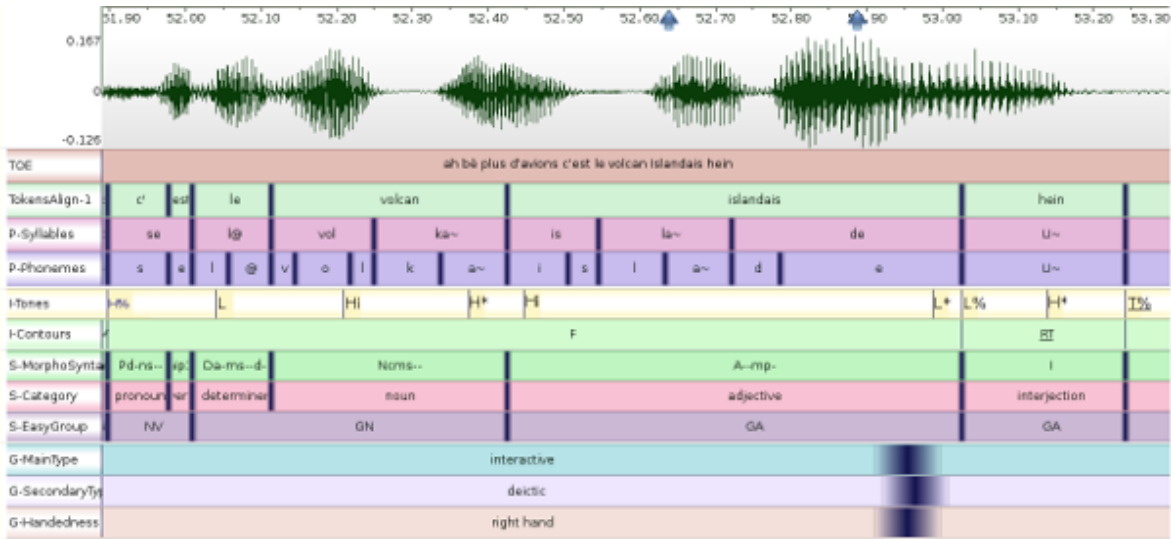 51.90 52.00 52.10 52.20 52.30 52.40 52.50 52.60 52.70 52.80 52.90 53.00 53.10 53.20 53.30
0.167
0
-0.126
TOE ah bè plus d'avions c'est le volcan islandais hein
TokensAlign-1 c' est le volcan islandais hein
P-Syllables se l@ vol ka~ is la~ de U~
P-Phonemes s e l @ v o l k a~ i s l a~ d e U~
I-Tones H% L Hi H* Hi L* L% H* T%
I-Contours F RT
S-MorphoSynta Pd-ns-- Da-ms--d- Ncms-- A--mp- I
S-Category pronoun ver determiner noun adjective interjection
S-EasyGroup NV GN GA GA
G-MainType interactive
G-SecondaryTyp deictic
G-Handedness right hand